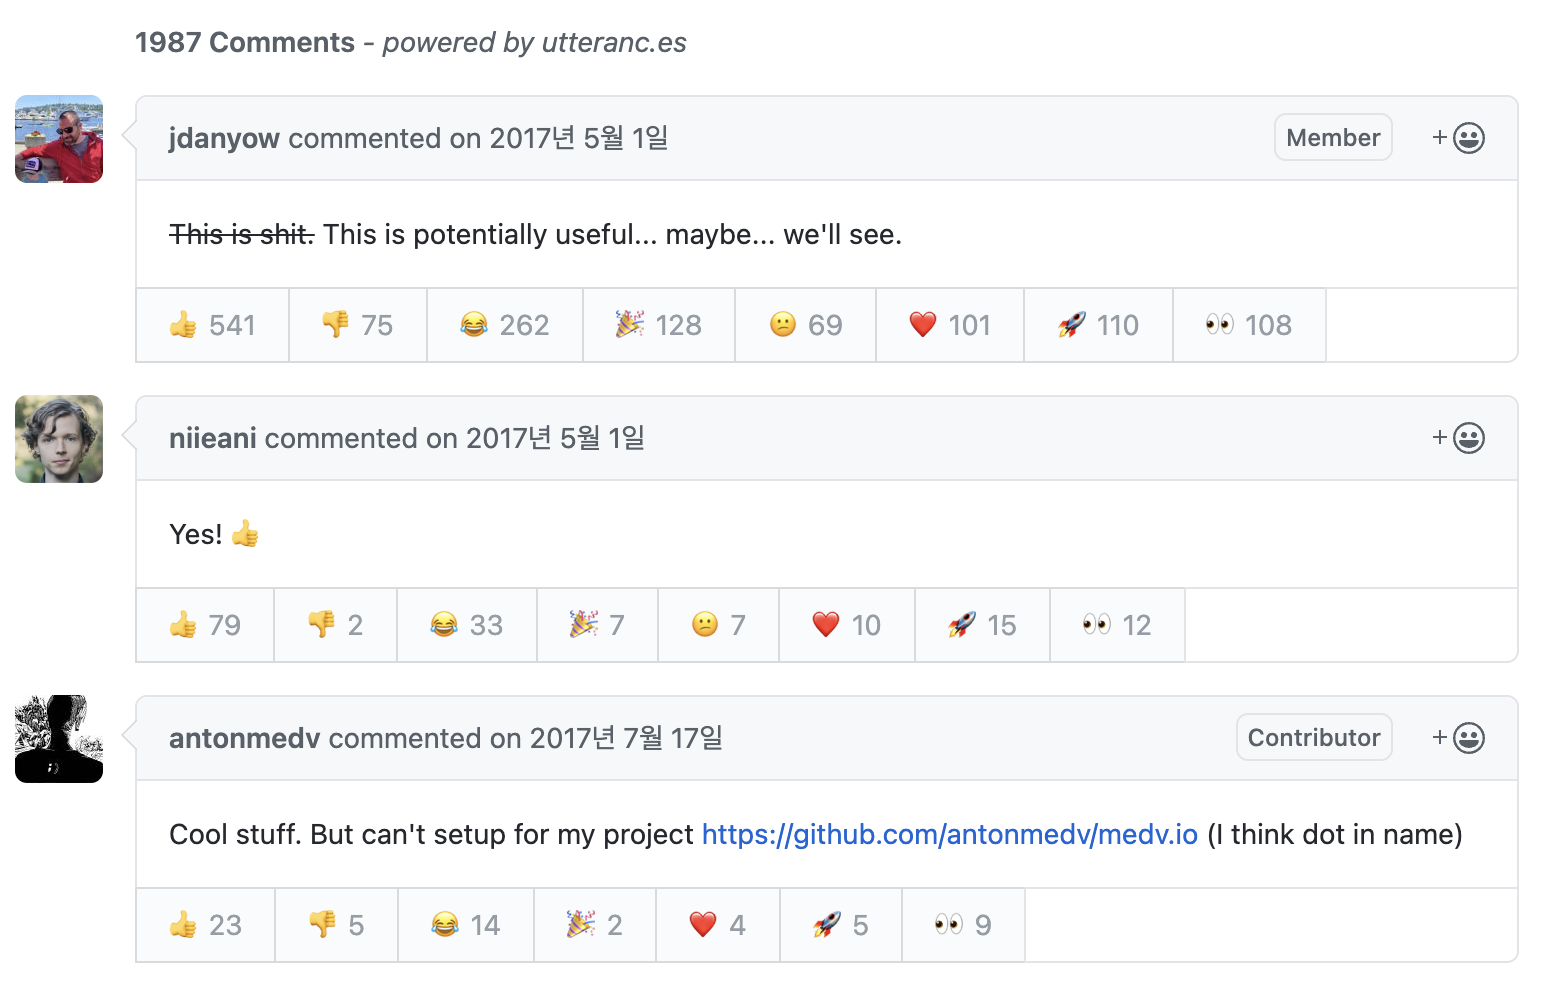 1987 Comments - powered by utteranc.es
jdanyow commented on 2017년 5월 1일 Member +
This is shit. This is potentially useful... maybe... we'll see.
👍 541 👎 75 😂 262 🎉 128 😕 69 ❤️ 101 🚀 110 👀 108
niieani commented on 2017년 5월 1일 +
Yes! 👍
👍 79 👎 2 😂 33 🎉 7 😕 7 ❤️ 10 🚀 15 👀 12
antonmedv commented on 2017년 7월 17일 Contributor +
Cool stuff. But can't setup for my project https://github.com/antonmedv/medv.io (I think dot in name)
👍 23 👎 5 😂 14 🎉 2 ❤️ 4 🚀 5 👀 9